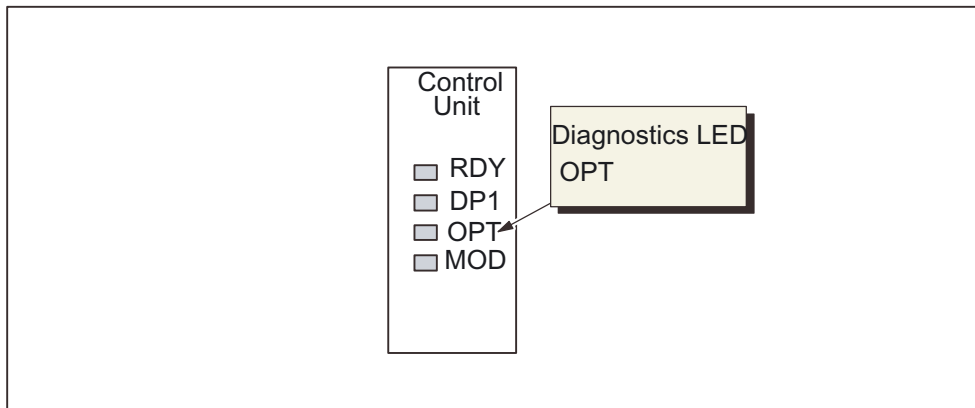 Control
Unit
RDY
DP1
OPT
MOD
Diagnostics LED
OPT